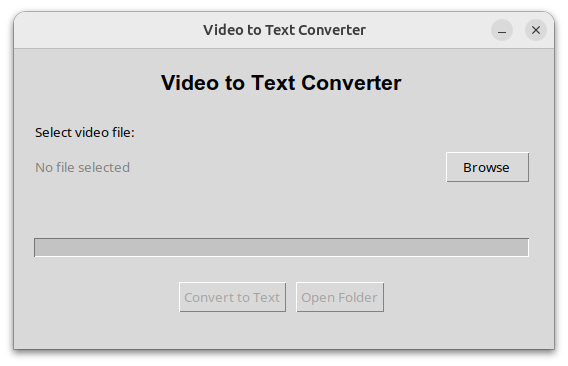 Video to Text Converter
Video to Text Converter
Select video file:
No file selected
Browse
Convert to Text
Open Folder